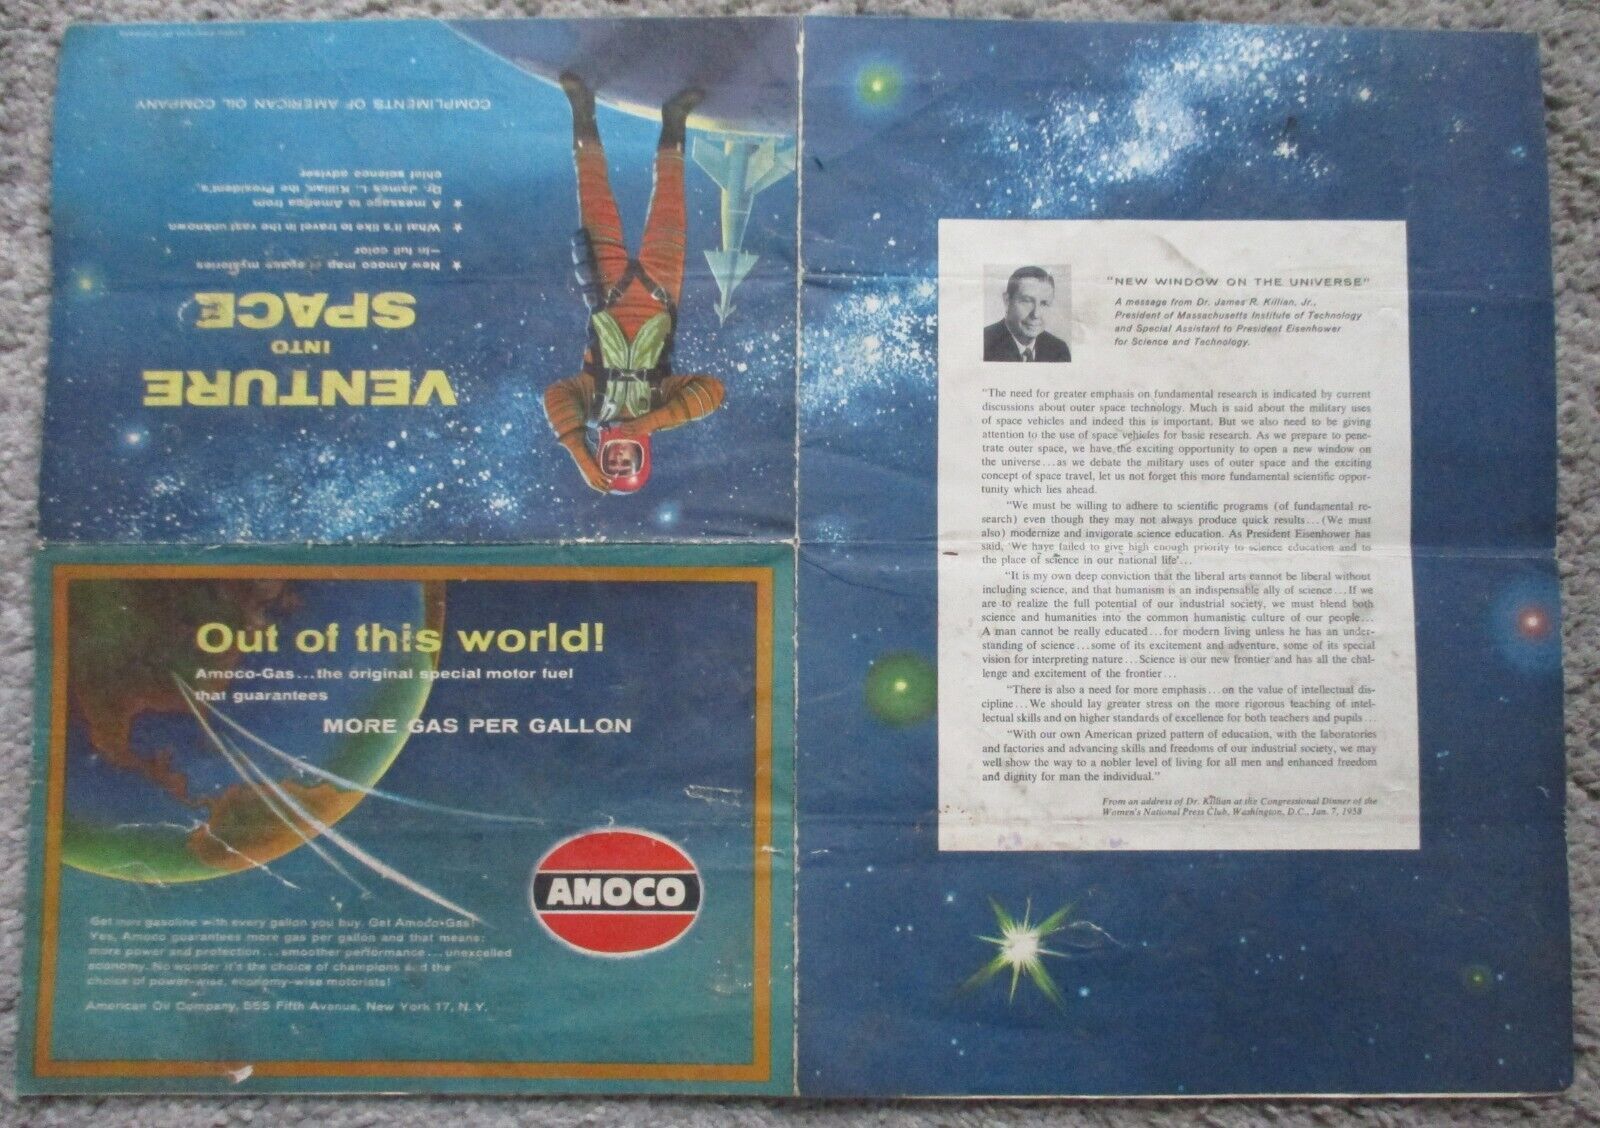 VENTURE
INTO
SPACE
★ New Amoco map of space mysteries
—in full color
★ What it's like to travel in the vast unknown
★ A message to America from
Dr. James L. Killian, the President's,
chief science adviser
COMPLIMENTS OF AMERICAN OIL COMPANY
Out of this world!
Amoco-Gas...the original special motor fuel
that guarantees
MORE GAS PER GALLON
AMOCO
Get more gasoline with every gallon you buy. Get Amoco-Gas!
Yes, Amoco guarantees more gas per gallon and that means:
more power and protection...smoother performance...unexcelled
economy. No wonder it's the choice of champions and the
choice of power-wise, economy-wise motorists!
American Oil Company, 555 Fifth Avenue, New York 17, N.Y.
"NEW WINDOW ON THE UNIVERSE"
A message from Dr. James R. Killian, Jr.,
President of Massachusetts Institute of Technology
and Special Assistant to President Eisenhower
for Science and Technology.
"The need for greater emphasis on fundamental research is indicated by current
discussions about outer space technology. Much is said about the military uses
of space vehicles and indeed this is important. But we also need to be giving
attention to the use of space vehicles for basic research. As we prepare to pene-
trate outer space, we have the exciting opportunity to open a new window on
the universe...as we debate the military uses of outer space and the exciting
concept of space travel, let us not forget this more fundamental scientific oppor-
tunity which lies ahead.
"We must be willing to adhere to scientific programs (of fundamental re-
search) even though they may not always produce quick results...(We must
also) modernize and invigorate science education. As President Eisenhower has
said, 'We have failed to give high enough priority to science education and to
the place of science in our national life'...
"It is my own deep conviction that the liberal arts cannot be liberal without
including science, and that humanism is an indispensable ally of science...If we
are to realize the full potential of our industrial society, we must blend both
science and humanities into the common humanistic culture of our people...
A man cannot be really educated...for modern living unless he has an under-
standing of science...some of its excitement and adventure, some of its special
vision for interpreting nature...Science is our new frontier and has all the chal-
lenge and excitement of the frontier...
"There is also a need for more emphasis...on the value of intellectual dis-
cipline...We should lay greater stress on the more rigorous teaching of intel-
lectual skills and on higher standards of excellence for both teachers and pupils...
"With our own American prized pattern of education, with the laboratories
and factories and advancing skills and freedoms of our industrial society, we may
well show the way to a nobler level of living for all men and enhanced freedom
and dignity for man the individual."
From an address of Dr. Killian at the Congressional Dinner of the
Women's National Press Club, Washington, D.C., Jan. 7, 1958